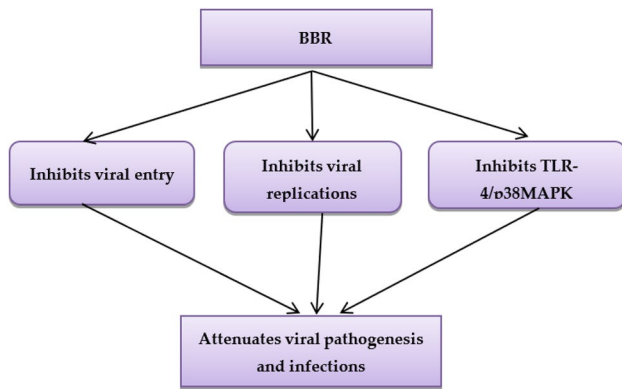 BBR
Inhibits viral entry
Inhibits viral
replications
Inhibits TLR-
4/p38MAPK
Attenuates viral pathogenesis
and infections